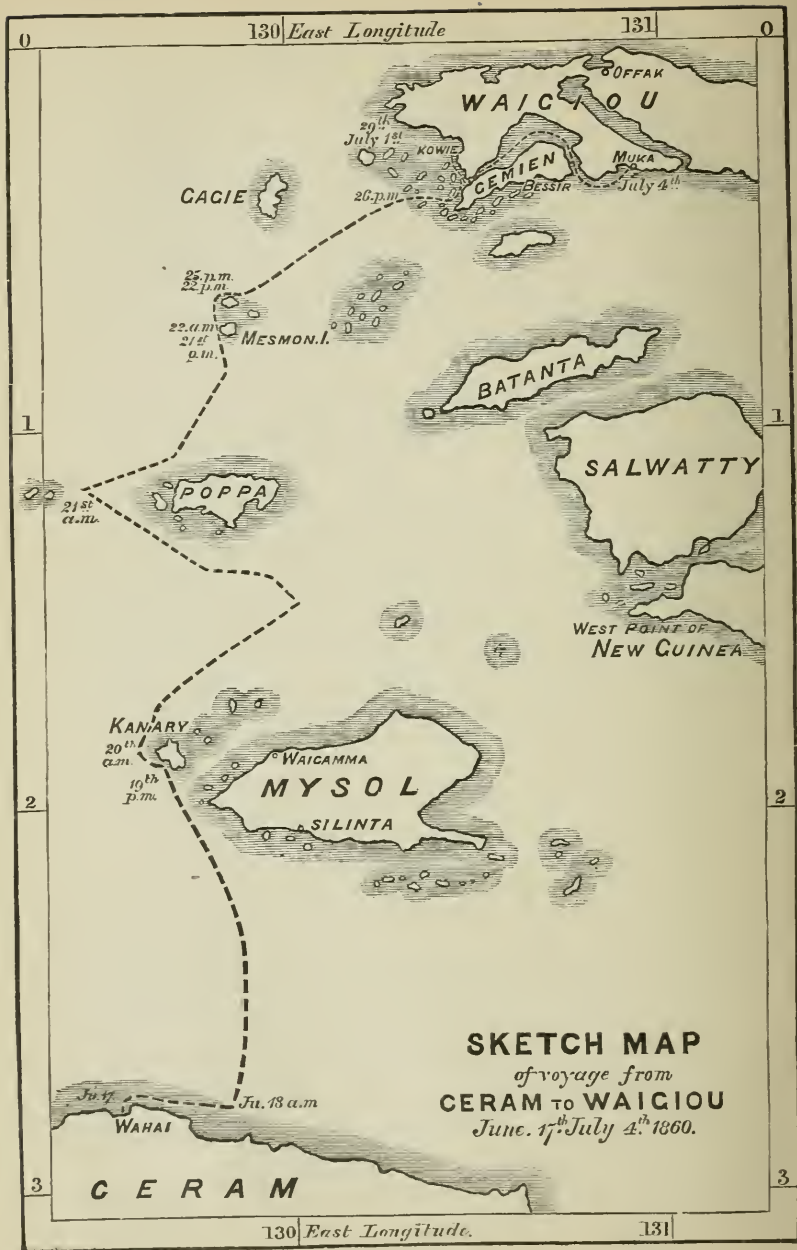 130 East Longitude 131
0 0
OFFAK
WAIGIOU
29th
July 1st
KOWIE
GEMIEN
MUKA
BESSIR
July 4th
GAGIE
26.p.m
25.p.m.
22.p.m.
22.a.m
21st
p.m.
MESMON.I.
BATANTA
1 1
SALWATTY
POPPA
21st
a.m.
WEST POINT OF
NEW GUINEA
KANARY
20th
a.m.
19th
p.m.
WAIGAMMA
MYSOL
SILINTA
2 2
SKETCH MAP
of voyage from
CERAM TO WAIGIOU
June. 17th July 4th 1860.
Ju. 17.
Ju. 18 a.m
WAHAI
CERAM
3 3
130 East Longitude. 131